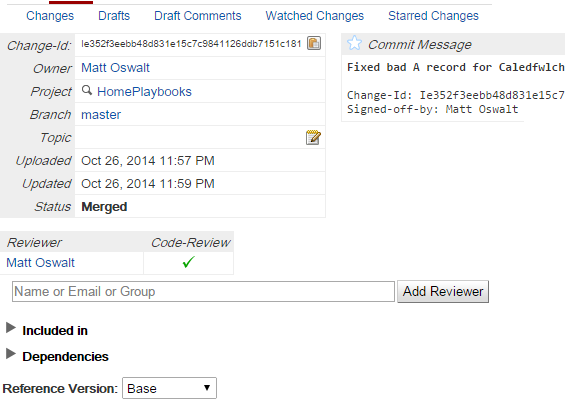 Changes Drafts Draft Comments Watched Changes Starred Changes
Change-Id: Ie352f3eebb48d831e15c7c9841126ddb7151c181
Owner Matt Oswalt
Project HomePlaybooks
Branch master
Topic
Uploaded Oct 26, 2014 11:57 PM
Updated Oct 26, 2014 11:59 PM
Status Merged
Commit Message
Fixed bad A record for Caledfwlch
Change-Id: Ie352f3eebb48d831e15c7
Signed-off-by: Matt Oswalt
Reviewer Code-Review
Matt Oswalt
Name or Email or Group Add Reviewer
Included in
Dependencies
Reference Version: Base